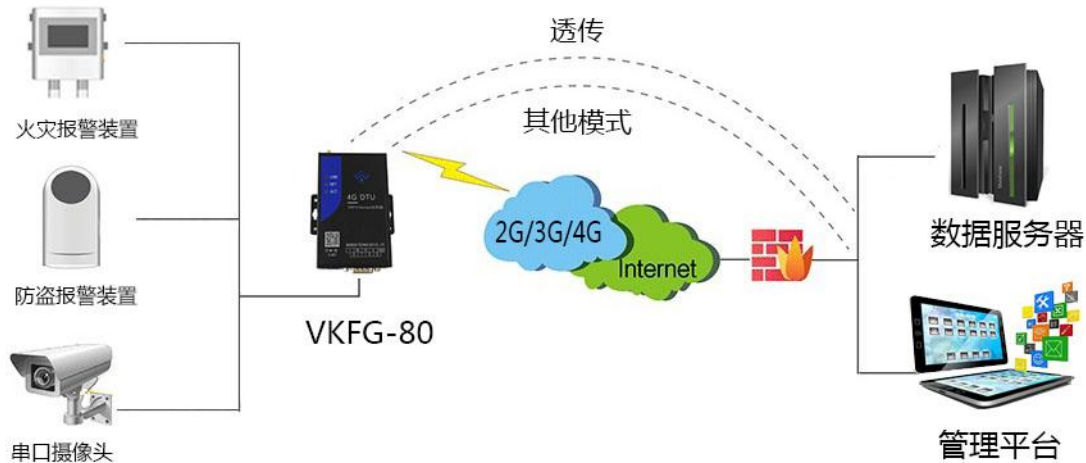 透传
其他模式
火灾报警装置
4G DTU
2G/3G/4G
Internet
数据服务器
防盗报警装置
VKFG-80
串口摄像头
管理平台